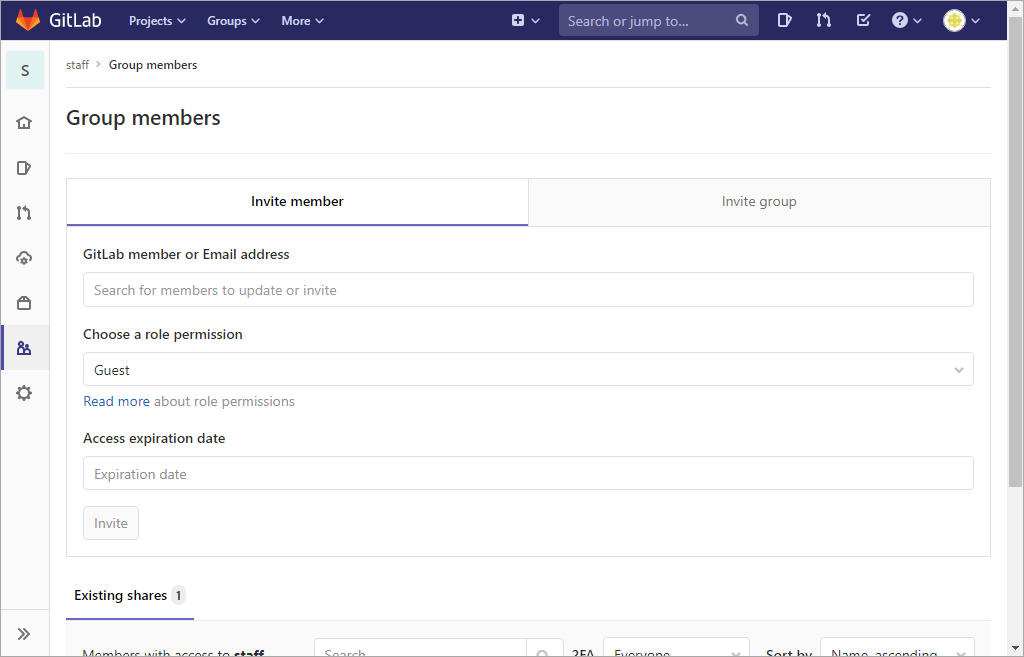 GitLab Projects Groups More Search or jump to...
S
staff > Group members
Group members
Invite member Invite group
GitLab member or Email address
Search for members to update or invite
Choose a role permission
Guest
Read more about role permissions
Access expiration date
Expiration date
Invite
Existing shares 1
Members with access to staff Search 2FA Everyone Sort by Name, ascending